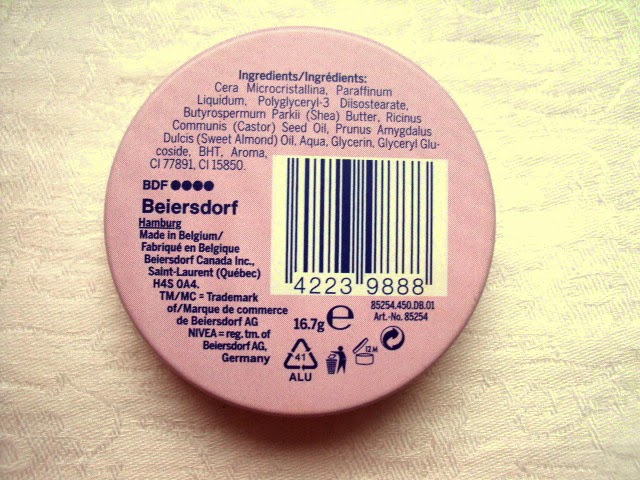 Ingredients/Ingrédients:
Cera Microcristallina, Paraffinum
Liquidum, Polyglyceryl-3 Diisostearate,
Butyrospermum Parkii (Shea) Butter, Ricinus
Communis (Castor) Seed Oil, Prunus Amygdalus
Dulcis (Sweet Almond) Oil, Aqua, Glycerin, Glyceryl Glu-
coside, BHT, Aroma,
CI 77891, CI 15850.
BDF
Beiersdorf
Hamburg
Made in Belgium/
Fabriqué en Belgique
Beiersdorf Canada Inc.,
Saint-Laurent (Québec)
H4S 0A4.
TM/MC = Trademark
of/Marque de commerce
de Beiersdorf AG
NIVEA = reg. tm. of
Beiersdorf AG,
Germany
4223 9888
85254.450.DB.01
Art.-No. 85254
16.7g e
41
ALU
12 M